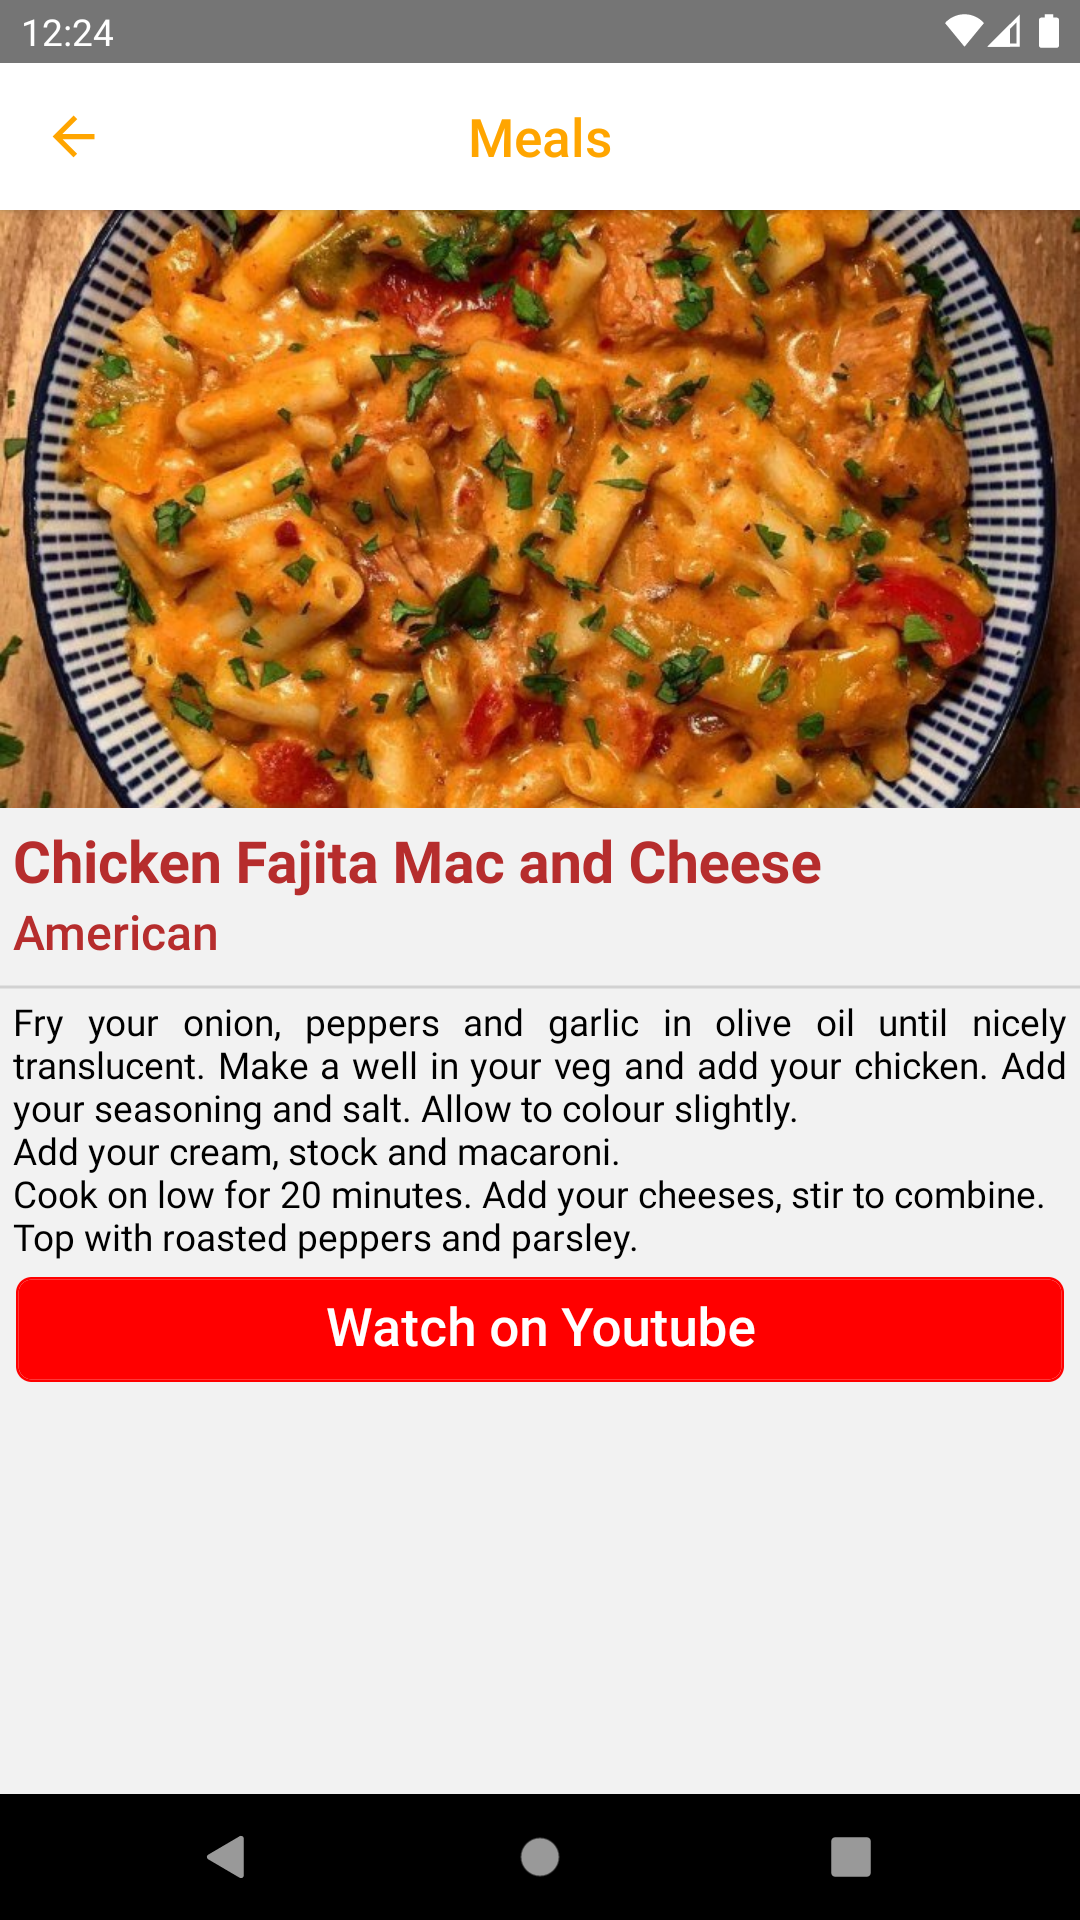 12:24
Meals
Chicken Fajita Mac and Cheese
American
Fry your onion, peppers and garlic in olive oil until nicely
translucent. Make a well in your veg and add your chicken. Add
your seasoning and salt. Allow to colour slightly.
Add your cream, stock and macaroni.
Cook on low for 20 minutes. Add your cheeses, stir to combine.
Top with roasted peppers and parsley.
Watch on Youtube